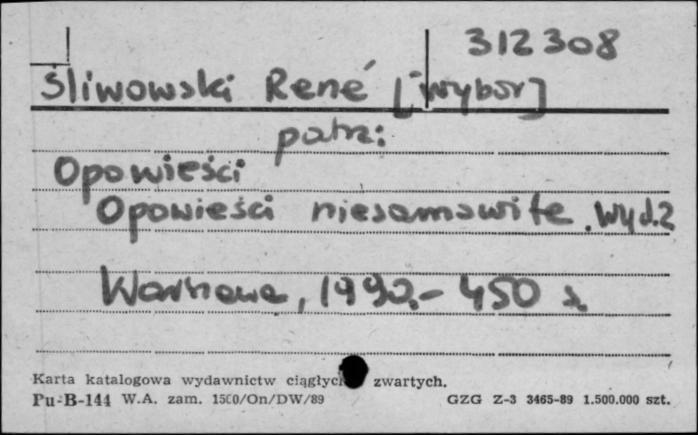 312308
Śliwowski René [wybór]
patrz:
Opowieści
Opowieści niesamowite. Wyd.2
Warszawa, 1990.- 450 s.
Karta katalogowa wydawnictw ciągłych zwartych.
Pu-B-144 W.A. zam. 1500/On/DW/89 GZG Z-3 3465-89 1.500.000 szt.